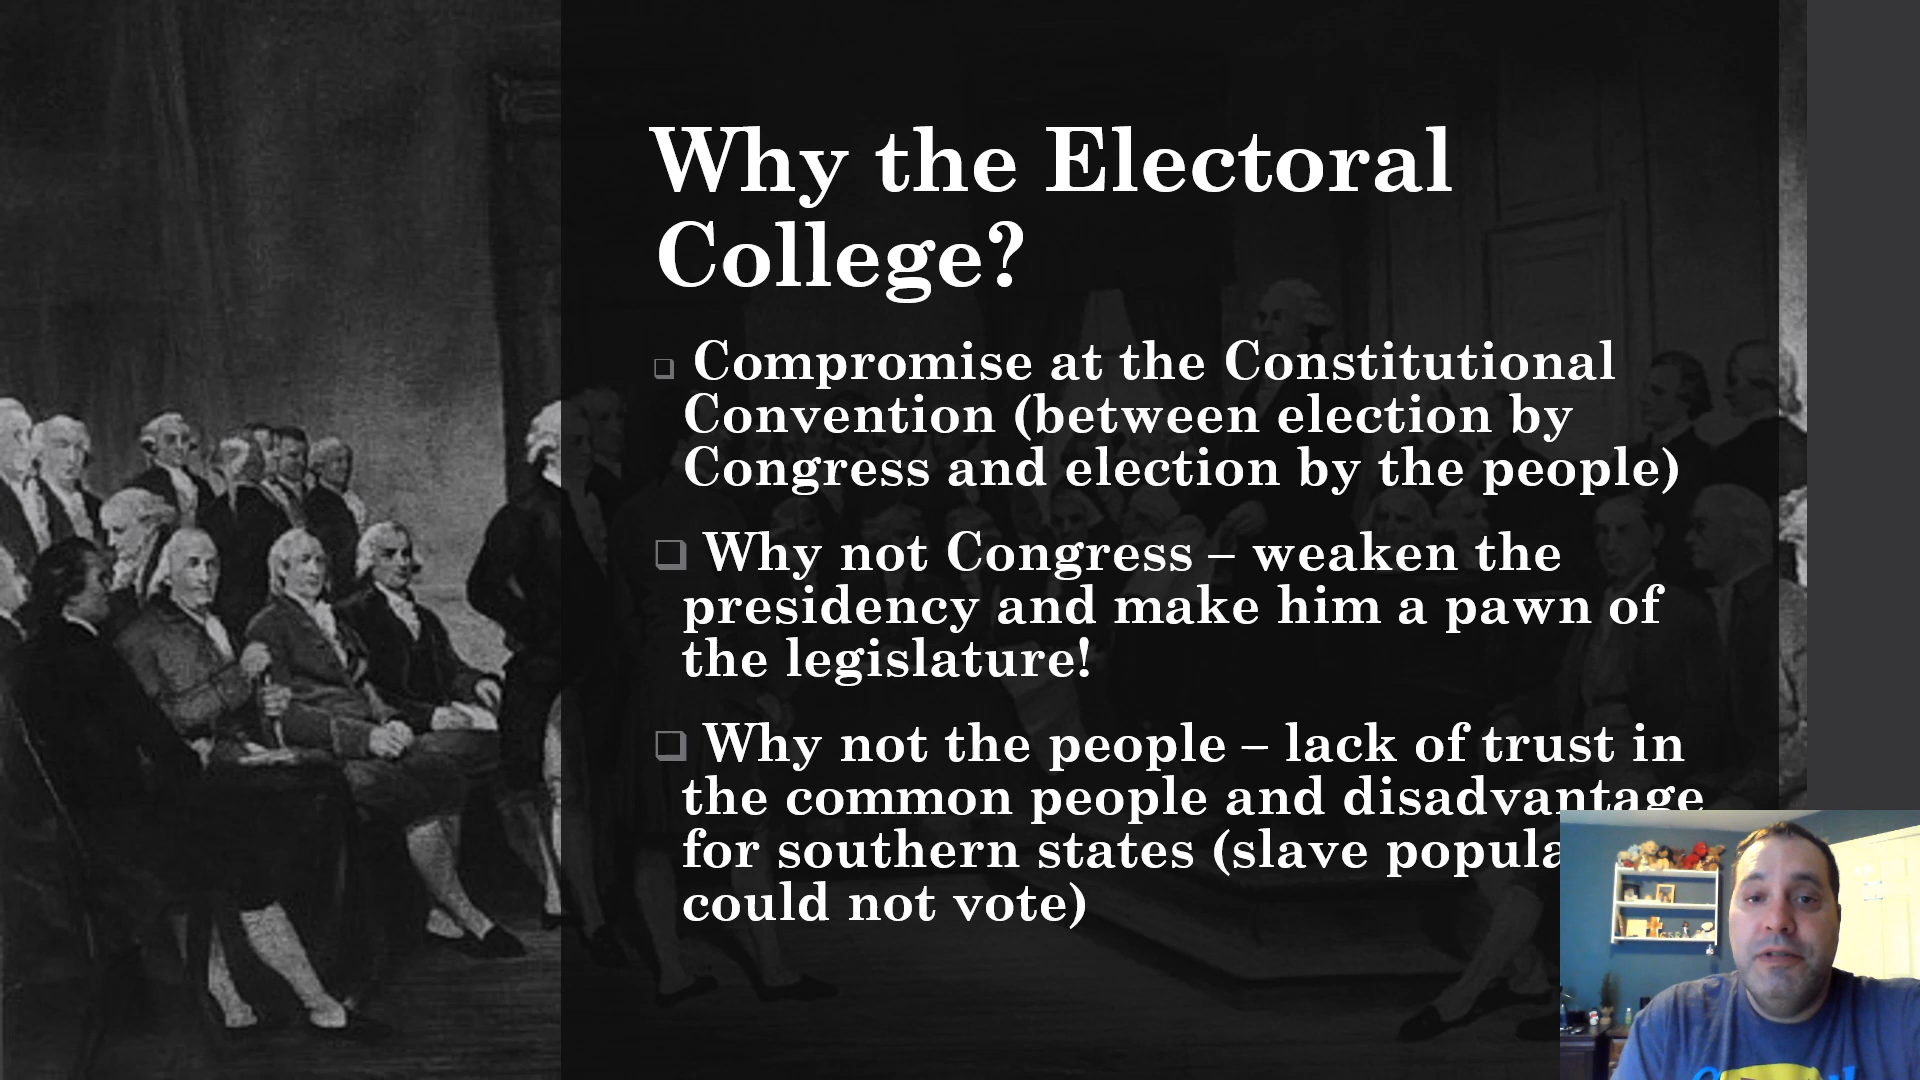 Why the Electoral
College?
Compromise at the Constitutional
Convention (between election by
Congress and election by the people)
Why not Congress – weaken the
presidency and make him a pawn of
the legislature!
Why not the people – lack of trust in
the common people and disadvantage
for southern states (slave popula
could not vote)